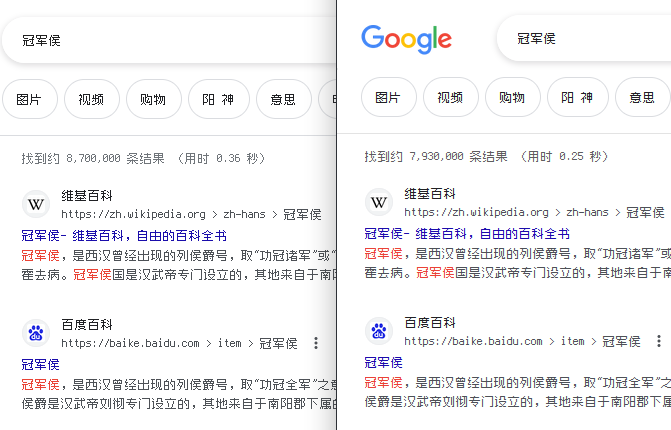 冠军侯
图片
视频
购物
阳 神
意思
找到约 8,700,000 条结果 （用时 0.36 秒）
维基百科
https://zh.wikipedia.org › zh-hans › 冠军侯
冠军侯- 维基百科，自由的百科全书
冠军侯，是西汉曾经出现的列侯爵号，取“功冠诸军”或
霍去病。冠军侯国是汉武帝专门设立的，其地来自于南
百度百科
https://baike.baidu.com › item › 冠军侯
冠军侯
冠军侯，是西汉曾经出现的列侯爵号，取“功冠全军”之
侯爵是汉武帝刘彻专门设立的，其地来自于南阳郡下属
Google
冠军侯
图片
视频
购物
阳 神
意思
找到约 7,930,000 条结果 （用时 0.25 秒）
维基百科
https://zh.wikipedia.org › zh-hans › 冠军侯
冠军侯- 维基百科，自由的百科全书
冠军侯，是西汉曾经出现的列侯爵号，取“功冠诸军”或
霍去病。冠军侯国是汉武帝专门设立的，其地来自于南
百度百科
https://baike.baidu.com › item › 冠军侯
冠军侯
冠军侯，是西汉曾经出现的列侯爵号，取“功冠全军”之
侯爵是汉武帝刘彻专门设立的，其地来自于南阳郡下属